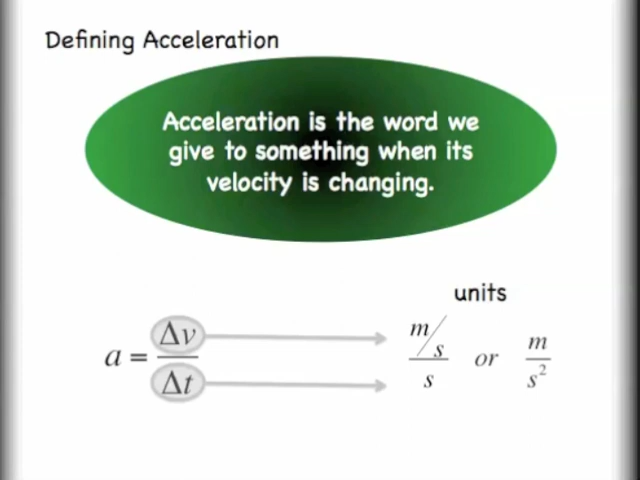 Defining Acceleration
Acceleration is the word we
give to something when its
velocity is changing.
units
a = Δv/Δt
m/s/s or m/s²